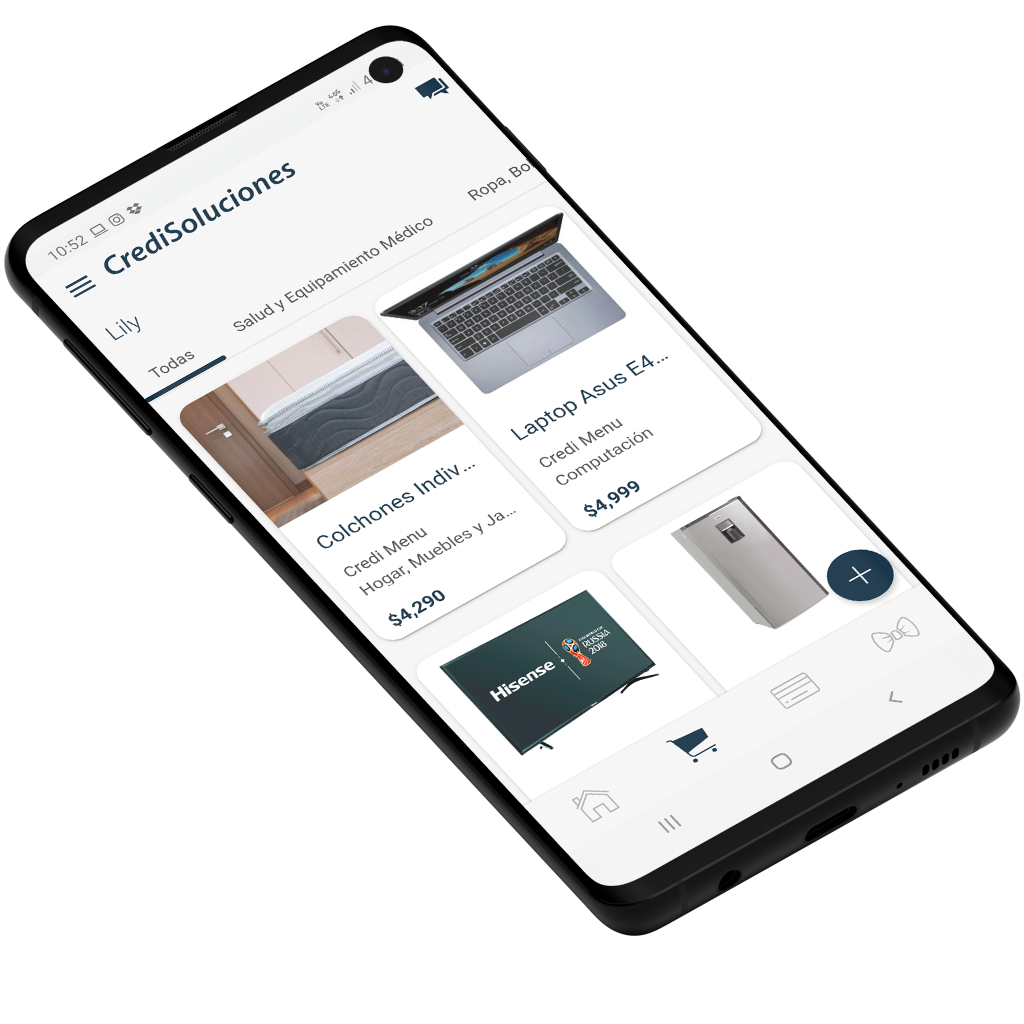 10:52
CrediSoluciones
Lily
Todas
Salud y Equipamiento Médico
Ropa, Bo
Colchones Indiv...
Credi Menu
Hogar, Muebles y Ja...
$4,290
Laptop Asus E4...
Credi Menu
Computación
$4,999
Hisense
RUSSIA
2018